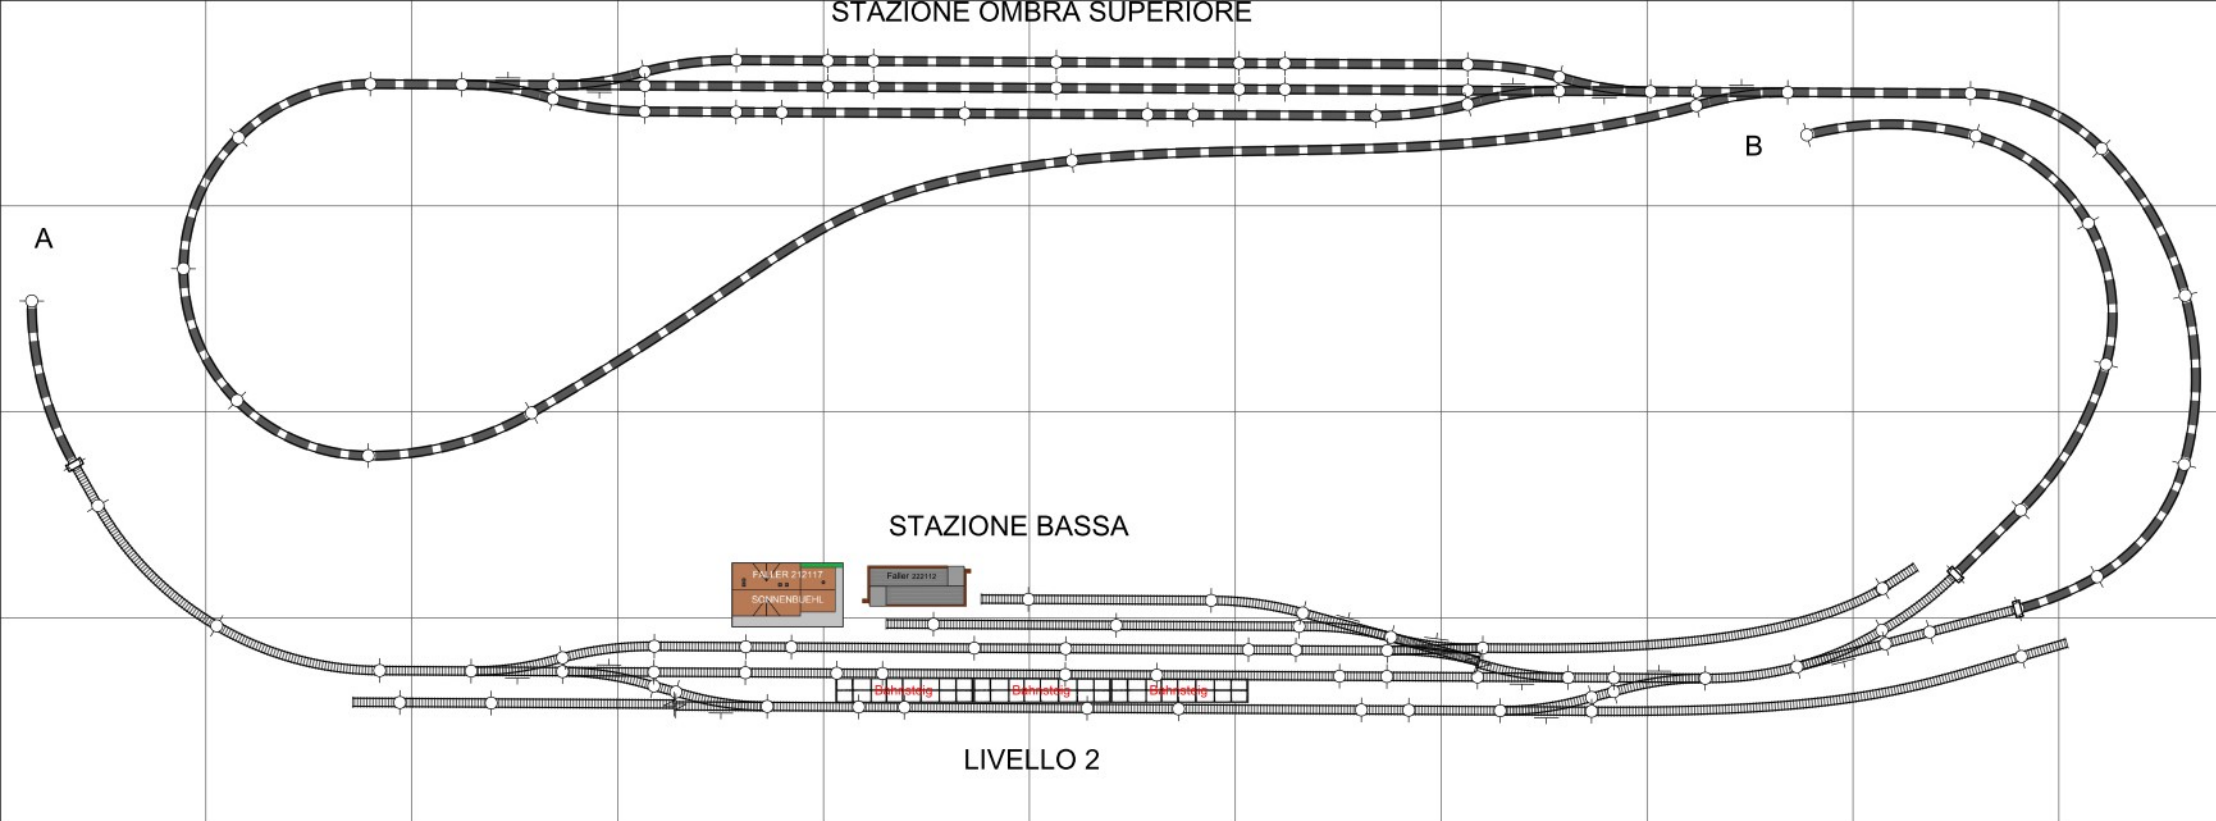 STAZIONE OMBRA SUPERIORE
B
A
STAZIONE BASSA
FALLER 212117
SONNENBUEHL
Faller 222112
Bahnsteig
Bahnsteig
Bahnsteig
LIVELLO 2